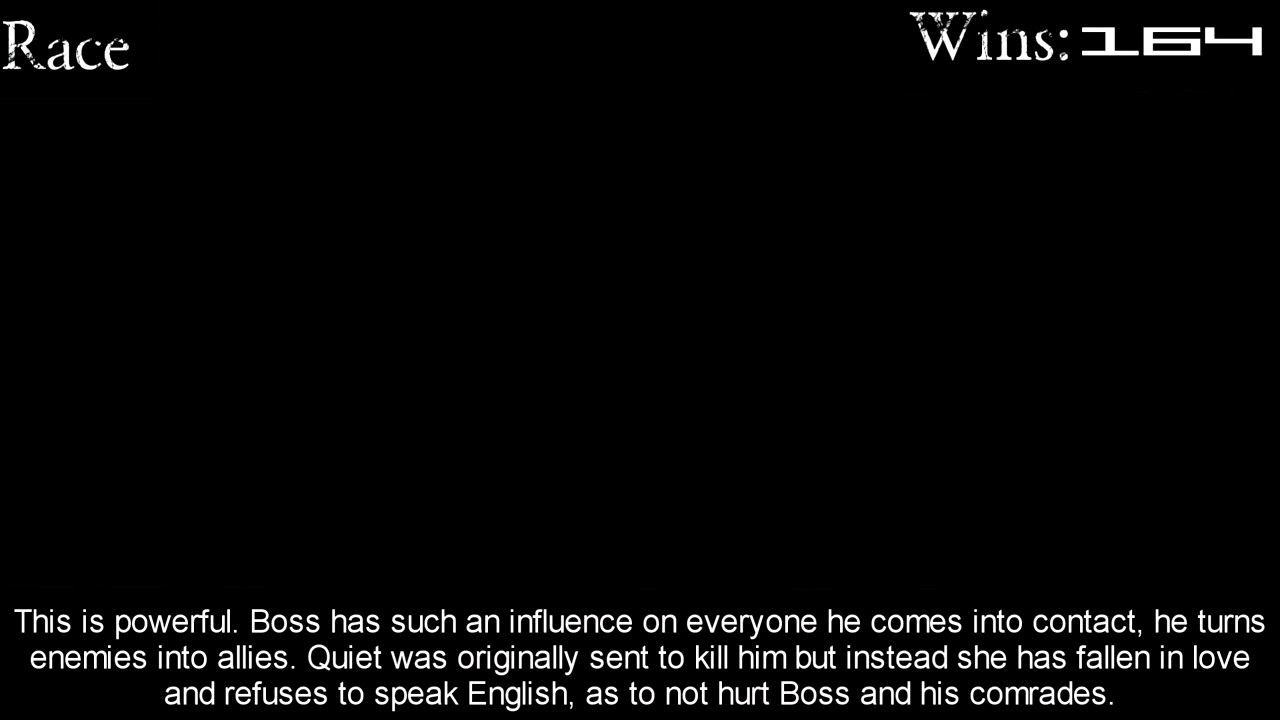 Race
Wins: 164
This is powerful. Boss has such an influence on everyone he comes into contact, he turns
enemies into allies. Quiet was originally sent to kill him but instead she has fallen in love
and refuses to speak English, as to not hurt Boss and his comrades.